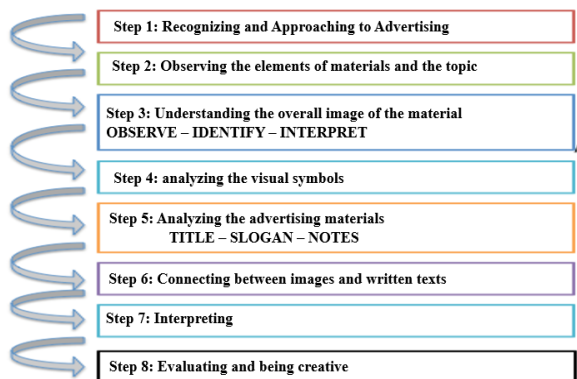 Step 1: Recognizing and Approaching to Advertising
Step 2: Observing the elements of materials and the topic
Step 3: Understanding the overall image of the material
OBSERVE – IDENTIFY – INTERPRET
Step 4: analyzing the visual symbols
Step 5: Analyzing the advertising materials
TITLE – SLOGAN – NOTES
Step 6: Connecting between images and written texts
Step 7: Interpreting
Step 8: Evaluating and being creative